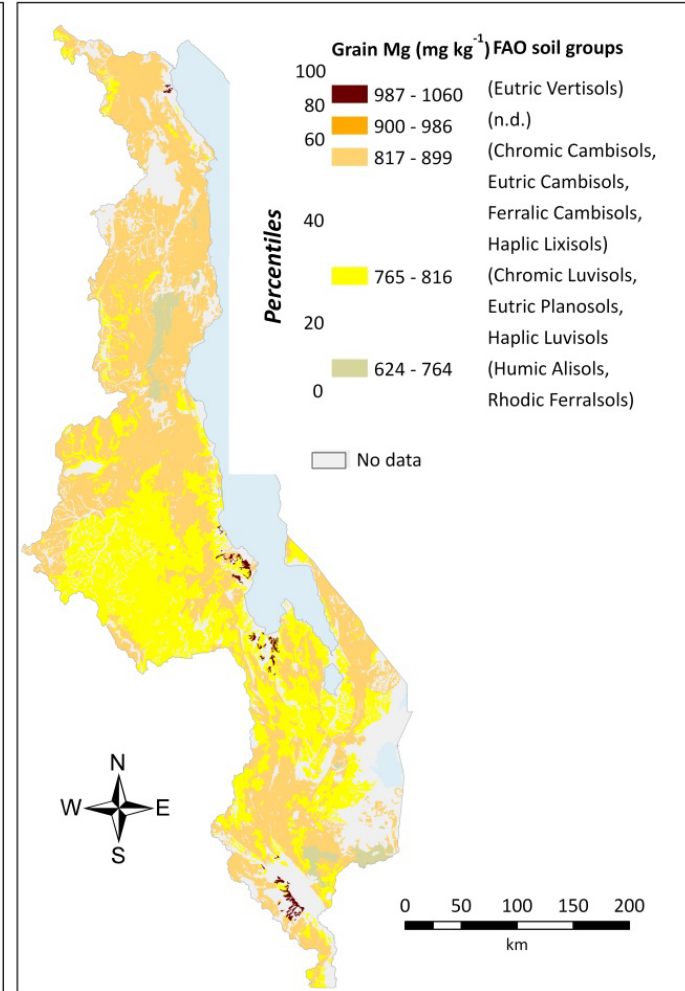 Grain Mg (mg kg-1) FAO soil groups
100
987 - 1060 (Eutric Vertisols)
80
900 - 986 (n.d.)
60
817 - 899 (Chromic Cambisols,
Eutric Cambisols,
Ferralic Cambisols,
40
Haplic Lixisols)
Percentiles
765 - 816 (Chromic Luvisols,
Eutric Planosols,
20
Haplic Luvisols
624 - 764 (Humic Alisols,
0
Rhodic Ferralsols)
No data
N
W E
S
0 50 100 150 200
km